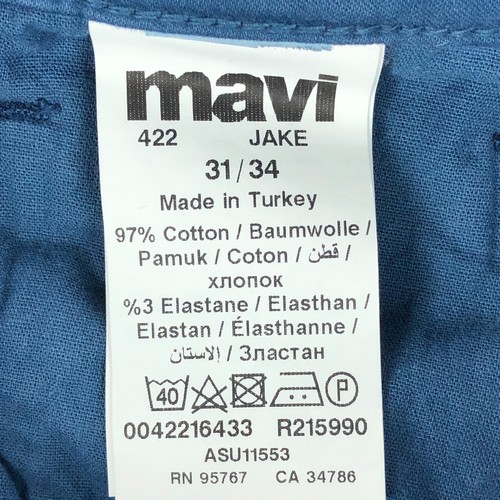 mavi
422 JAKE
31/34
Made in Turkey
97% Cotton / Baumwolle /
Pamuk / Coton / قطن /
хлопок
%3 Elastane / Elasthan /
Elastan / Élasthanne /
الاستان / Эластан
40 P
0042216433 R215990
ASU11553
RN 95767 CA 34786